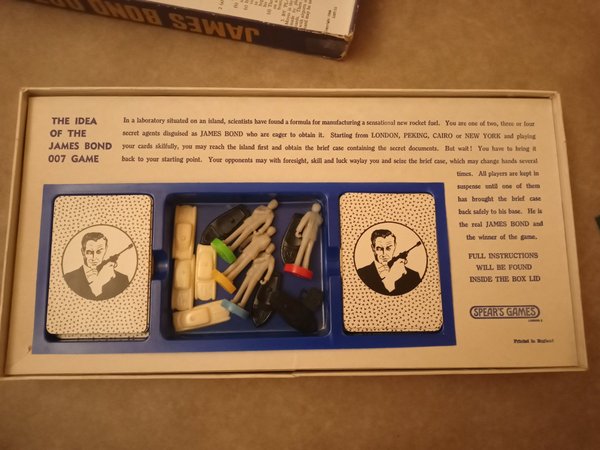 JAMES BOND
THE IDEA
OF THE
JAMES BOND
007 GAME
In a laboratory situated on an island, scientists have found a formula for manufacturing a sensational new rocket fuel. You are one of two, three or four
secret agents disguised as JAMES BOND who are eager to obtain it. Starting from LONDON, PEKING, CAIRO or NEW YORK and playing
your cards skilfully, you may reach the island first and obtain the brief case containing the secret documents. But wait! You have to bring it
back to your starting point. Your opponents may with foresight, skill and luck waylay you and seize the brief case, which may change hands several
times. All players are kept in
suspense until one of them
has brought the brief case
back safely to his base. He is
the real JAMES BOND and
the winner of the game.
FULL INSTRUCTIONS
WILL BE FOUND
INSIDE THE BOX LID
SPEAR'S GAMES
Printed in England